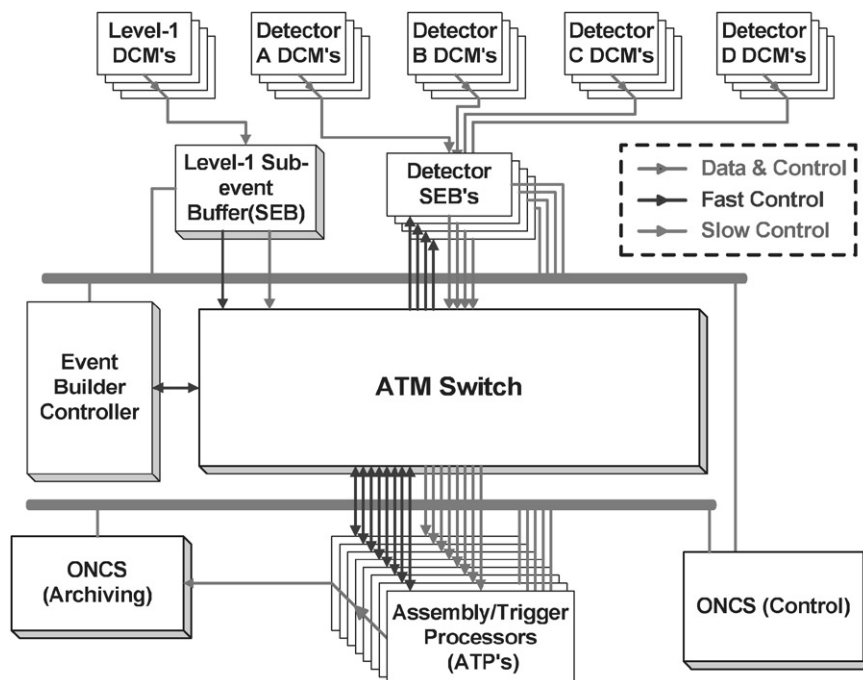 Level-1
DCM's
Detector
A DCM's
Detector
B DCM's
Detector
C DCM's
Detector
D DCM's
Level-1 Sub-
event
Buffer(SEB)
Detector
SEB's
Data & Control
Fast Control
Slow Control
Event
Builder
Controller
ATM Switch
ONCS
(Archiving)
Assembly/Trigger
Processors
(ATP's)
ONCS (Control)